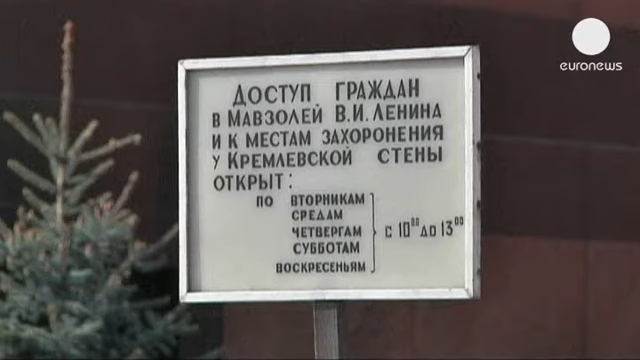 euronews
ДОСТУП ГРАЖДАН
В МАВЗОЛЕЙ В.И. ЛЕНИНА
И К МЕСТАМ ЗАХОРОНЕНИЯ
У КРЕМЛЕВСКОЙ СТЕНЫ
ОТКРЫТ:
ПО ВТОРНИКАМ
СРЕДАМ
ЧЕТВЕРГАМ С 10⁰⁰ ДО 13⁰⁰
СУББОТАМ
ВОСКРЕСЕНЬЯМ